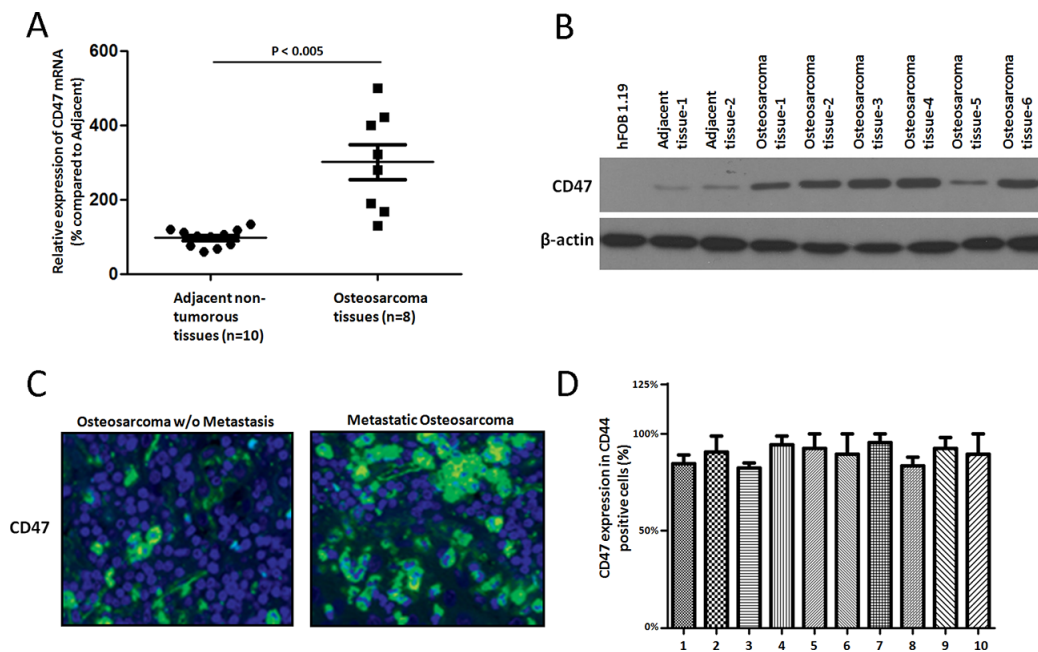 A
Relative expression of CD47 mRNA
(% compared to Adjacent)
P < 0.005
600
400
200
0
Adjacent non-
tumorous
tissues (n=10)
Osteosarcoma
tissues (n=8)
B
hFOB 1.19
Adjacent
tissue-1
Adjacent
tissue-2
Osteosarcoma
tissue-1
Osteosarcoma
tissue-2
Osteosarcoma
tissue-3
Osteosarcoma
tissue-4
Osteosarcoma
tissue-5
Osteosarcoma
tissue-6
CD47
β-actin
C
Osteosarcoma w/o Metastasis
Metastatic Osteosarcoma
CD47
D
CD47 expression in CD44
positive cells (%)
125%
100%
50%
0%
1 2 3 4 5 6 7 8 9 10